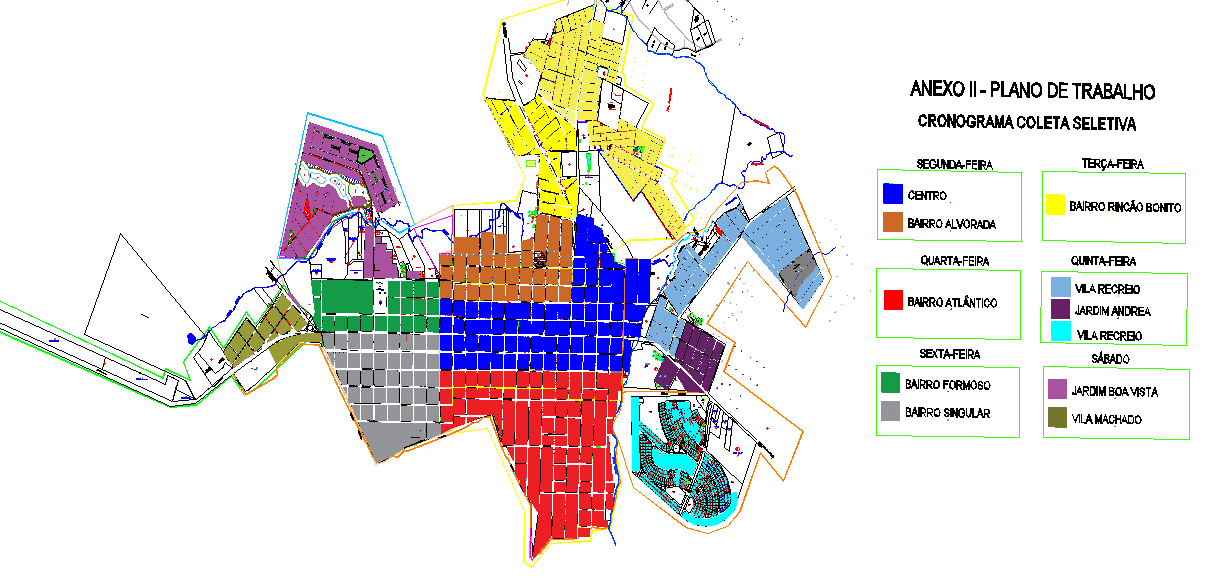 ANEXO II - PLANO DE TRABALHO
CRONOGRAMA COLETA SELETIVA
SEGUNDA-FEIRA
CENTRO
BAIRRO ALVORADA
TERÇA-FEIRA
BAIRRO RINCÃO BONITO
QUARTA-FEIRA
BAIRRO ATLÂNTICO
QUINTA-FEIRA
VILA RECREIO
JARDIM ANDREA
VILA RECREIO
SEXTA-FEIRA
BAIRRO FORMOSO
BAIRRO SINGULAR
SÁBADO
JARDIM BOA VISTA
VILA MACHADO